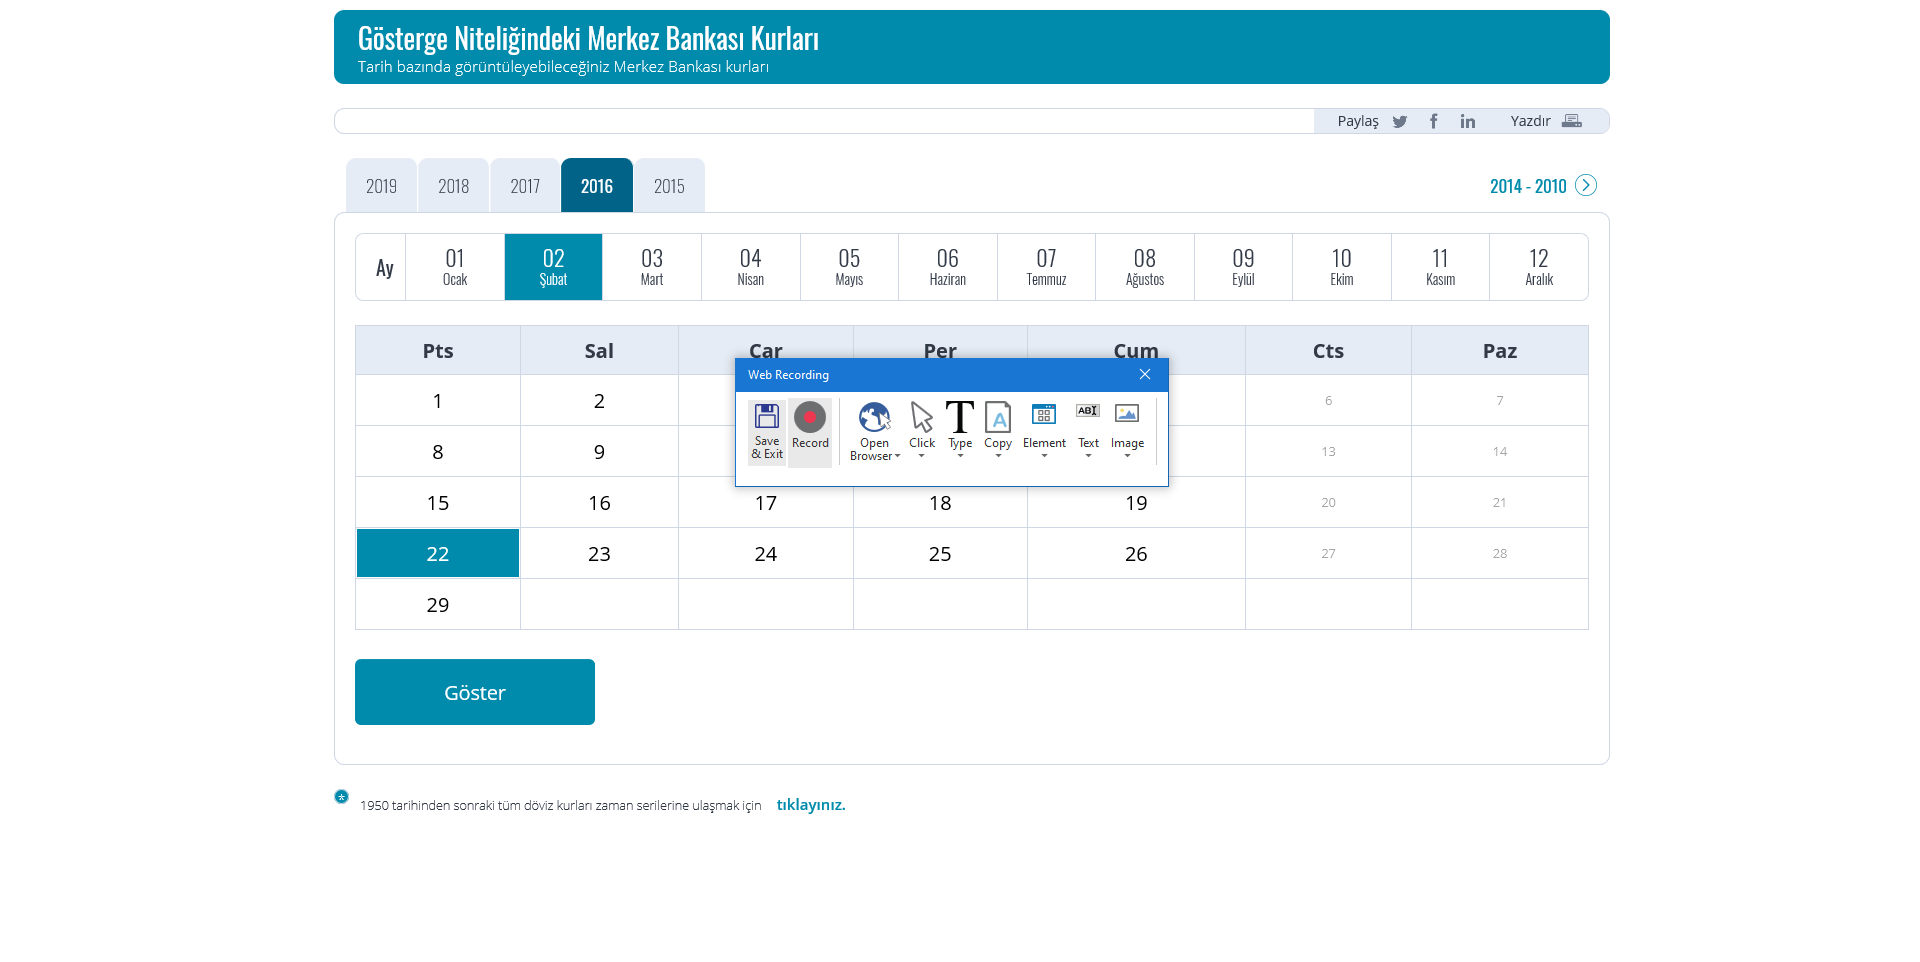 Gösterge Niteliğindeki Merkez Bankası Kurları
Tarih bazında görüntüleyebileceğiniz Merkez Bankası kurları
Paylaş Yazdır
2019 2018 2017 2016 2015 2014 - 2010
Ay 01 02 03 04 05 06 07 08 09 10 11 12
Ocak Şubat Mart Nisan Mayıs Haziran Temmuz Ağustos Eylül Ekim Kasım Aralık
Pts Sal Car Per Cum Cts Paz
Web Recording
1 2 6 7
Save & Exit Record Open Browser Click Type Copy Element Text Image
8 9 13 14
15 16 17 18 19 20 21
22 23 24 25 26 27 28
29
Göster
1950 tarihinden sonraki tüm döviz kurları zaman serilerine ulaşmak için tıklayınız.